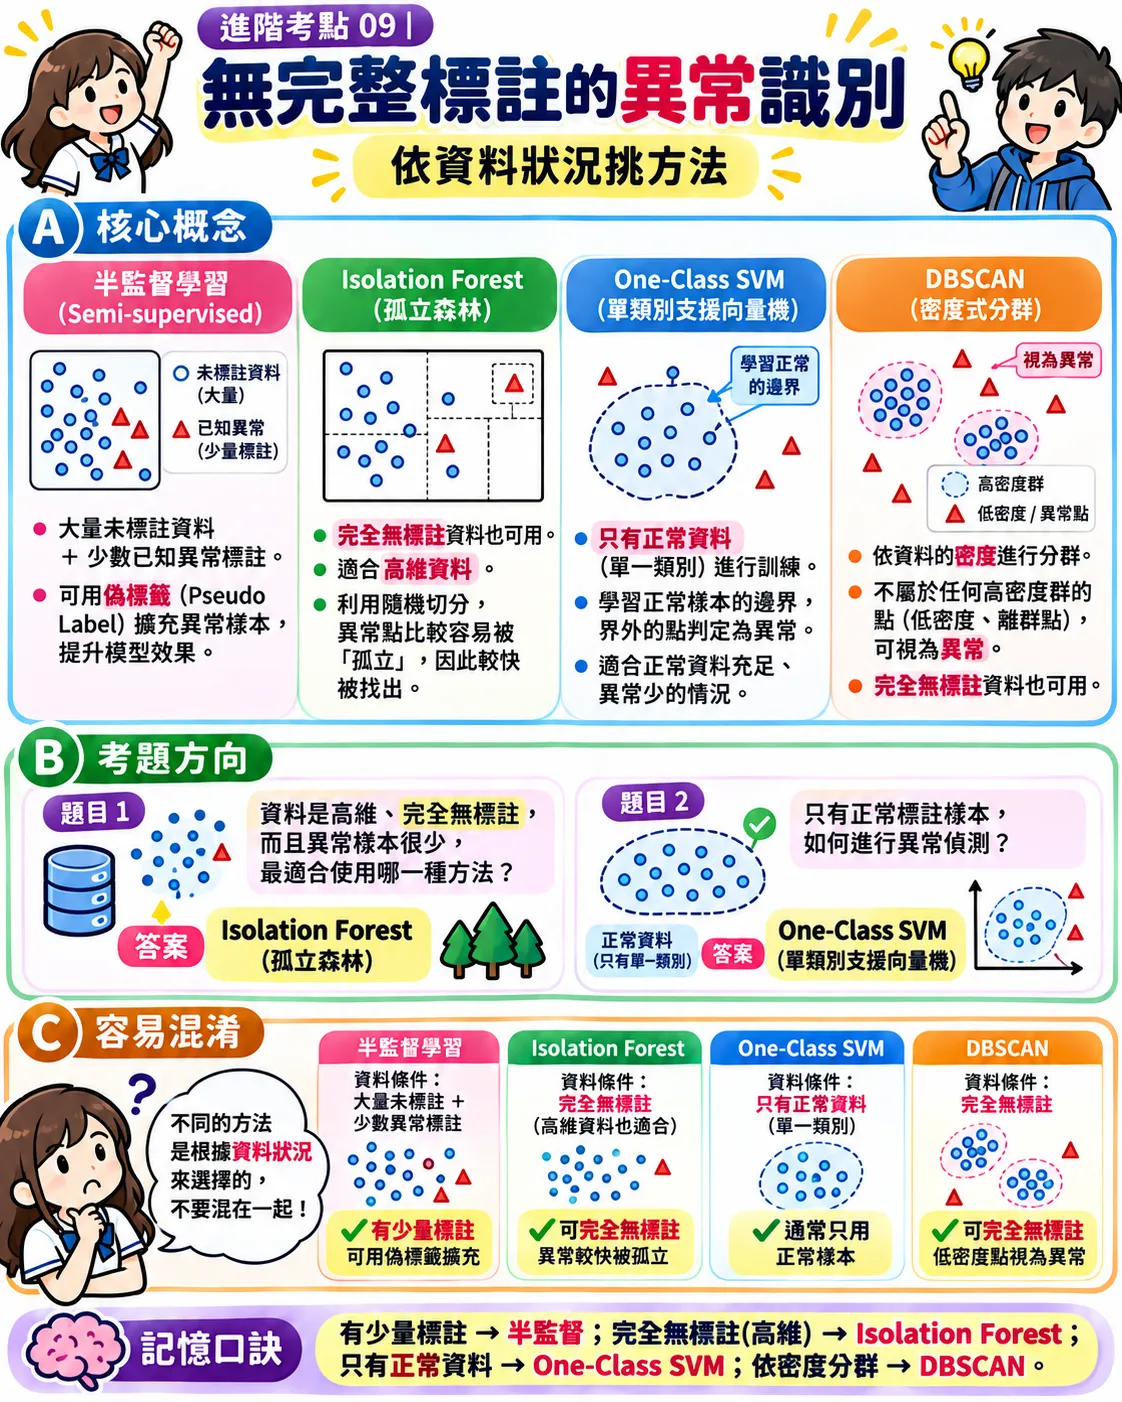 進階考點 09 |
無完整標註的異常識別
依資料狀況挑方法
A 核心概念
半監督學習
(Semi-supervised)
未標註資料
(大量)
已知異常
(少量標註)
大量未標註資料
＋ 少數已知異常標註。
可用偽標籤 (Pseudo
Label) 擴充異常樣本，
提升模型效果。
Isolation Forest
(孤立森林)
完全無標註資料也可用。
適合高維資料 。
利用隨機切分，
異常點比較容易被
「孤立」，因此較快
被找出。
One-Class SVM
(單類別支援向量機)
學習正常
的邊界
只有正常資料
(單一類別) 進行訓練。
學習正常樣本的邊界，
界外的點判定為異常。
適合正常資料充足、
異常少的情況。
DBSCAN
(密度式分群)
視為異常
高密度群
低密度 / 異常點
依資料的密度進行分群。
不屬於任何高密度群的
點 (低密度、離群點)，
可視為異常。
完全無標註資料也可用。
B 考題方向
題目 1
資料是高維、完全無標註，
而且異常樣本很少，
最適合使用哪一種方法？
答案
Isolation Forest
(孤立森林)
題目 2
只有正常標註樣本，
如何進行異常偵測？
正常資料
(只有單一類別)
答案
One-Class SVM
(單類別支援向量機)
C 容易混淆
?
不同的方法
是根據資料狀況
來選擇的，
不要混在一起！
半監督學習
資料條件：
大量未標註 ＋
少數異常標註
有少量標註
可用偽標籤擴充
Isolation Forest
資料條件：
完全無標註
(高維資料也適合)
可完全無標註
異常較快被孤立
One-Class SVM
資料條件：
只有正常資料
(單一類別)
通常只用
正常樣本
DBSCAN
資料條件：
完全無標註
可完全無標註
低密度點視為異常
記憶口訣
有少量標註 → 半監督；完全無標註(高維) → Isolation Forest；
只有正常資料 → One-Class SVM；依密度分群 → DBSCAN。